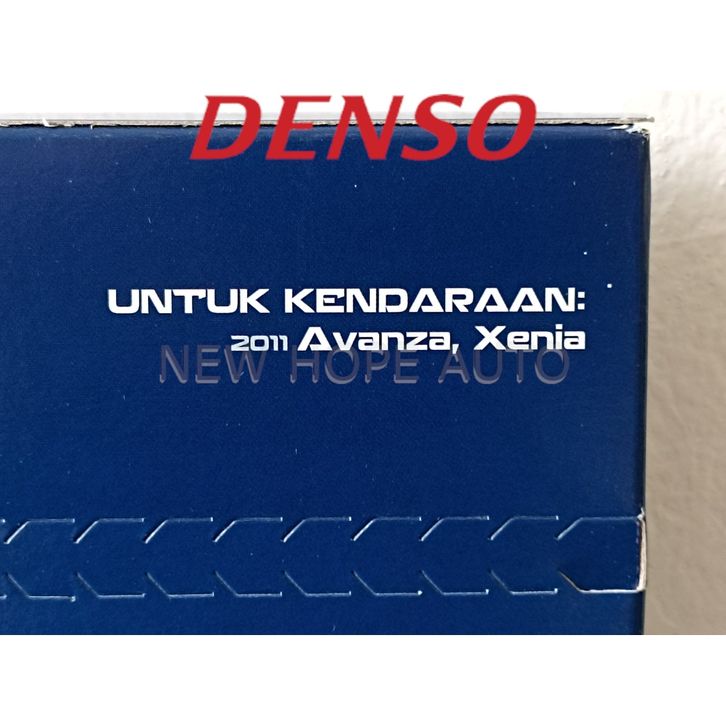 DENSO
UNTUK KENDARAAN:
2011 Avanza, Xenia
NEW HOPE AUTO